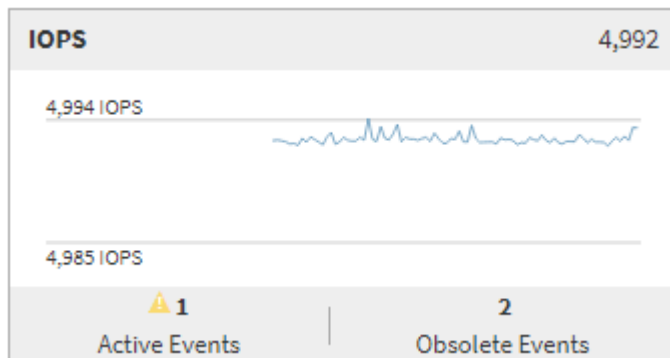 IOPS 4,992
4,994 IOPS
4,985 IOPS
1 2
Active Events Obsolete Events